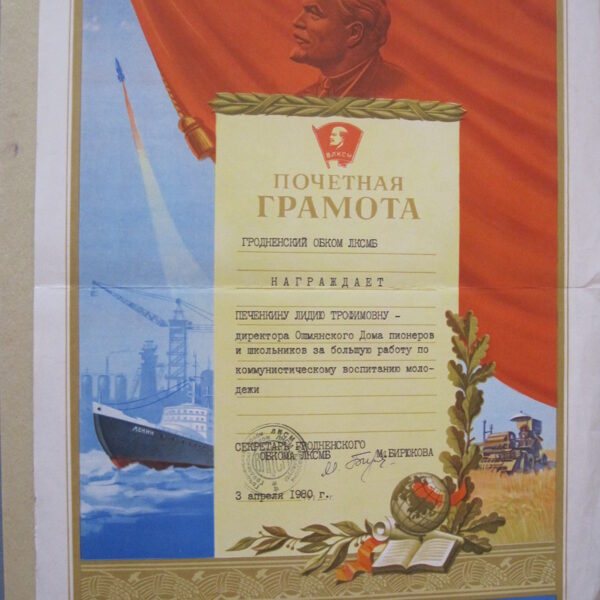 ВЛКСМ
ПОЧЕТНАЯ
ГРАМОТА
ГРОДНЕНСКИЙ ОБКОМ ЛКСМБ
НАГРАЖДАЕТ
ПЕЧЕНКИНУ ЛИДИЮ ТРОФИМОВНУ –
директора Ошмянского Дома пионеров
и школьников за большую работу по
коммунистическому воспитанию моло-
дежи
СЕКРЕТАРЬ ГРОДНЕНСКОГО
ОБКОМА ЛКСМБ М.БИРЮКОВА
3 апреля 1980 г.
ЛЕНИН